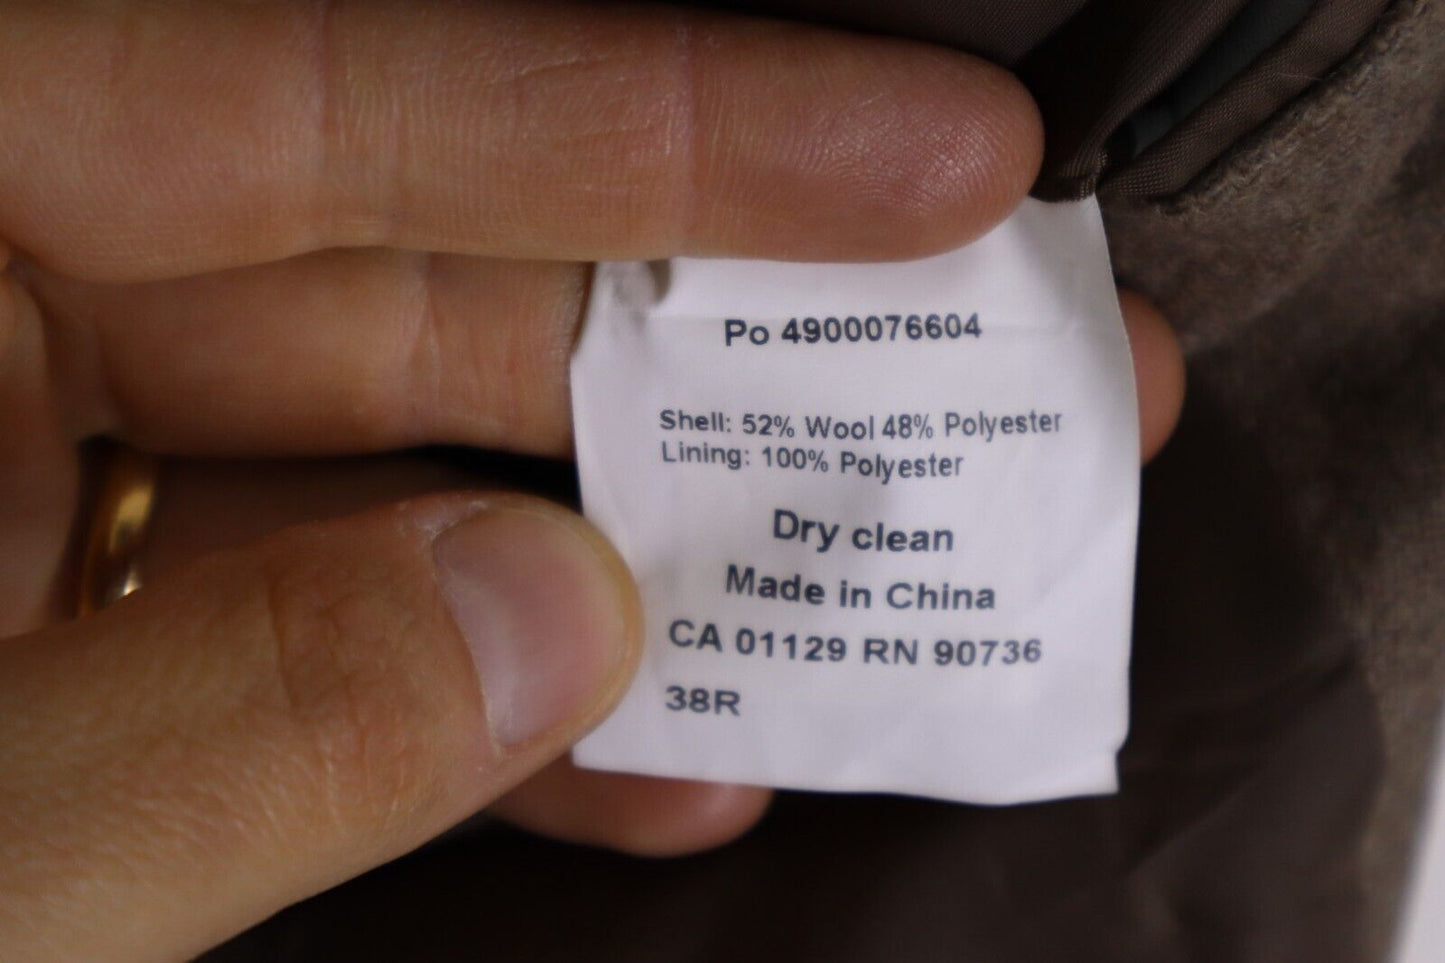 Po 4900076604
Shell: 52% Wool 48% Polyester
Lining: 100% Polyester
Dry clean
Made in China
CA 01129 RN 90736
38R